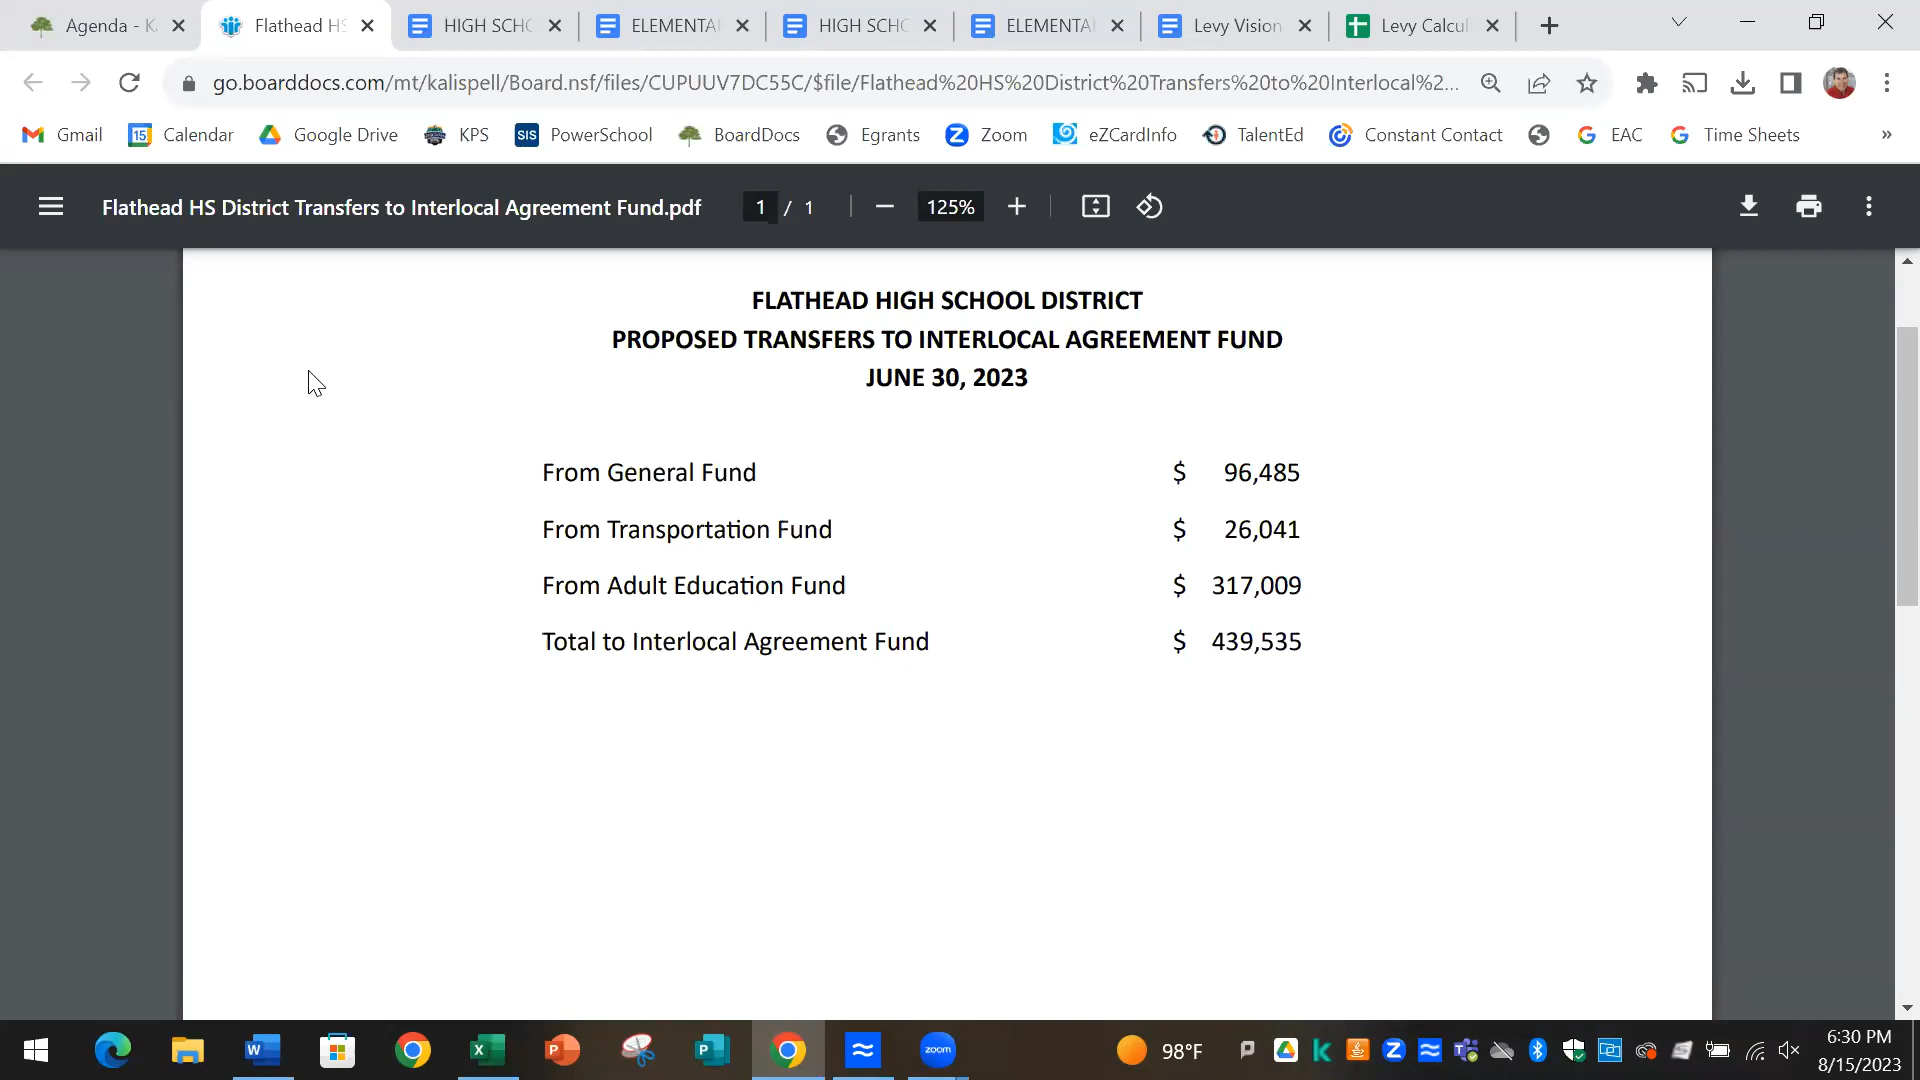 Agenda - K
Flathead HS
HIGH SCHO
ELEMENTAR
HIGH SCHO
ELEMENTAR
Levy Vision
Levy Calcul
go.boarddocs.com/mt/kalispell/Board.nsf/files/CUPUUV7DC55C/$file/Flathead%20HS%20District%20Transfers%20to%20Interlocal%2...
Gmail
15
Calendar
Google Drive
KPS
SIS
PowerSchool
BoardDocs
Egrants
Zoom
eZCardInfo
TalentEd
Constant Contact
EAC
Time Sheets
»
Flathead HS District Transfers to Interlocal Agreement Fund.pdf
1 / 1
125%
FLATHEAD HIGH SCHOOL DISTRICT
PROPOSED TRANSFERS TO INTERLOCAL AGREEMENT FUND
JUNE 30, 2023
From General Fund $ 96,485
From Transportation Fund $ 26,041
From Adult Education Fund $ 317,009
Total to Interlocal Agreement Fund $ 439,535
zoom
98°F
6:30 PM
8/15/2023